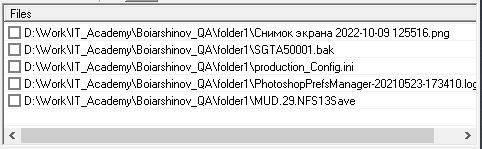 Files
D:\Work\IT_Academy\Boiarshinov_QA\folder1\Снимок экрана 2022-10-09 125516.png
D:\Work\IT_Academy\Boiarshinov_QA\folder1\SGTA50001.bak
D:\Work\IT_Academy\Boiarshinov_QA\folder1\production_Config.ini
D:\Work\IT_Academy\Boiarshinov_QA\folder1\PhotoshopPrefsManager-20210523-173410.log
D:\Work\IT_Academy\Boiarshinov_QA\folder1\MUD.29.NFS13Save